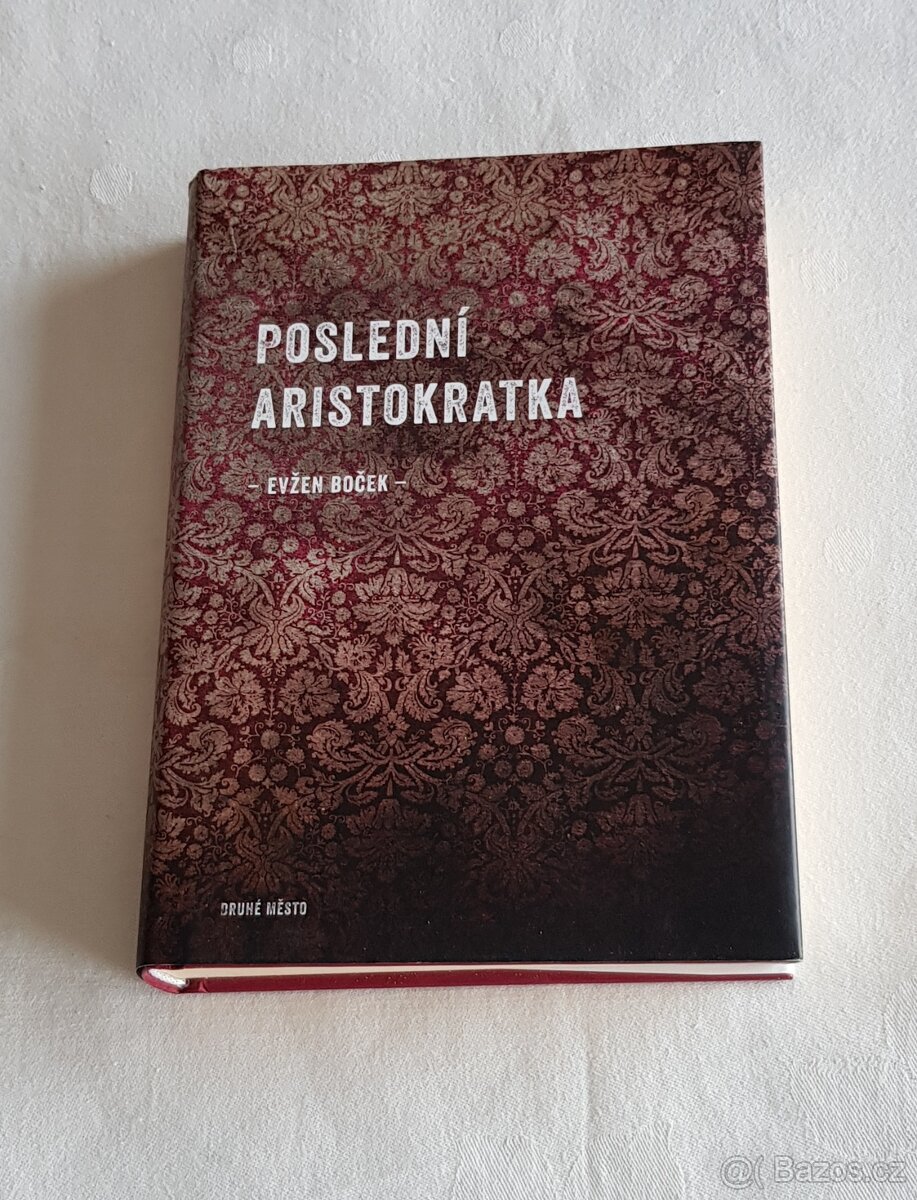 POSLEDNÍ
ARISTOKRATKA
– EVŽEN BOČEK –
DRUHÉ MĚSTO
@( Bazos.cz